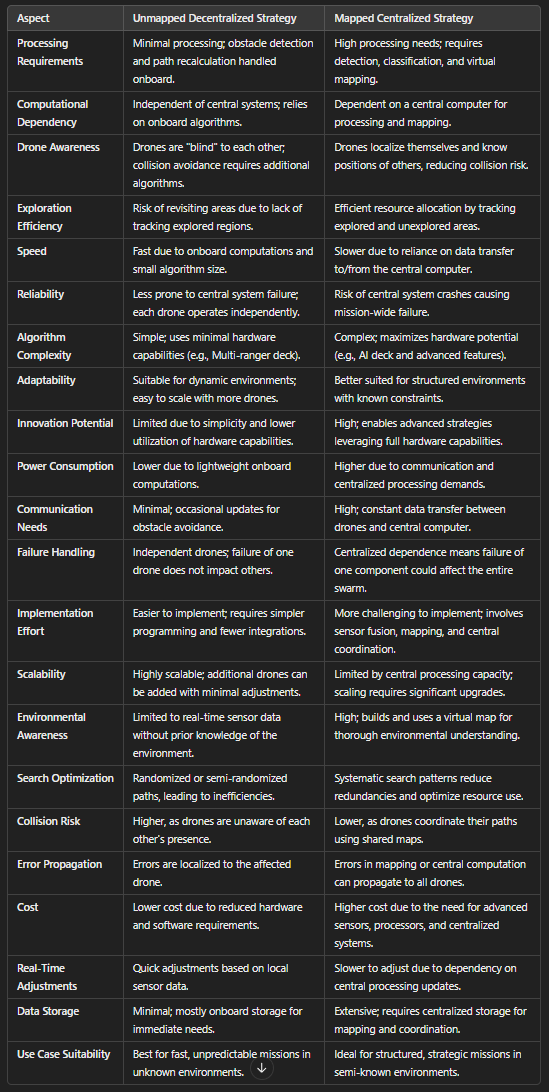 Aspect Unmapped Decentralized Strategy Mapped Centralized Strategy
Processing Minimal processing; obstacle detection High processing needs; requires
Requirements and path recalculation handled detection, classification, and virtual
onboard. mapping.
Computational Independent of central systems; relies Dependent on a central computer for
Dependency on onboard algorithms. processing and mapping.
Drone Awareness Drones are "blind" to each other; Drones localize themselves and know
collision avoidance requires additional positions of others, reducing collision risk.
algorithms.
Exploration Risk of revisiting areas due to lack of Efficient resource allocation by tracking
Efficiency tracking explored regions. explored and unexplored areas.
Speed Fast due to onboard computations and Slower due to reliance on data transfer
small algorithm size. to/from the central computer.
Reliability Less prone to central system failure; Risk of central system crashes causing
each drone operates independently. mission-wide failure.
Algorithm Simple; uses minimal hardware Complex; maximizes hardware potential
Complexity capabilities (e.g., Multi-ranger deck). (e.g., AI deck and advanced features).
Adaptability Suitable for dynamic environments; Better suited for structured environments
easy to scale with more drones. with known constraints.
Innovation Potential Limited due to simplicity and lower High; enables advanced strategies
utilization of hardware capabilities. leveraging full hardware capabilities.
Power Consumption Lower due to lightweight onboard Higher due to communication and
computations. centralized processing demands.
Communication Minimal; occasional updates for High; constant data transfer between
Needs obstacle avoidance. drones and central computer.
Failure Handling Independent drones; failure of one Centralized dependence means failure of
drone does not impact others. one component could affect the entire
swarm.
Implementation Easier to implement; requires simpler More challenging to implement; involves
Effort programming and fewer integrations. sensor fusion, mapping, and central
coordination.
Scalability Highly scalable; additional drones can Limited by central processing capacity;
be added with minimal adjustments. scaling requires significant upgrades.
Environmental Limited to real-time sensor data High; builds and uses a virtual map for
Awareness without prior knowledge of the thorough environmental understanding.
environment.
Search Optimization Randomized or semi-randomized Systematic search patterns reduce
paths, leading to inefficiencies. redundancies and optimize resource use.
Collision Risk Higher, as drones are unaware of each Lower, as drones coordinate their paths
other's presence. using shared maps.
Error Propagation Errors are localized to the affected Errors in mapping or central computation
drone. can propagate to all drones.
Cost Lower cost due to reduced hardware Higher cost due to the need for advanced
and software requirements. sensors, processors, and centralized
systems.
Real-Time Quick adjustments based on local Slower to adjust due to dependency on
Adjustments sensor data. central processing updates.
Data Storage Minimal; mostly onboard storage for Extensive; requires centralized storage for
immediate needs. mapping and coordination.
Use Case Suitability Best for fast, unpredictable missions in Ideal for structured, strategic missions in
unknown environments. semi-known environments.